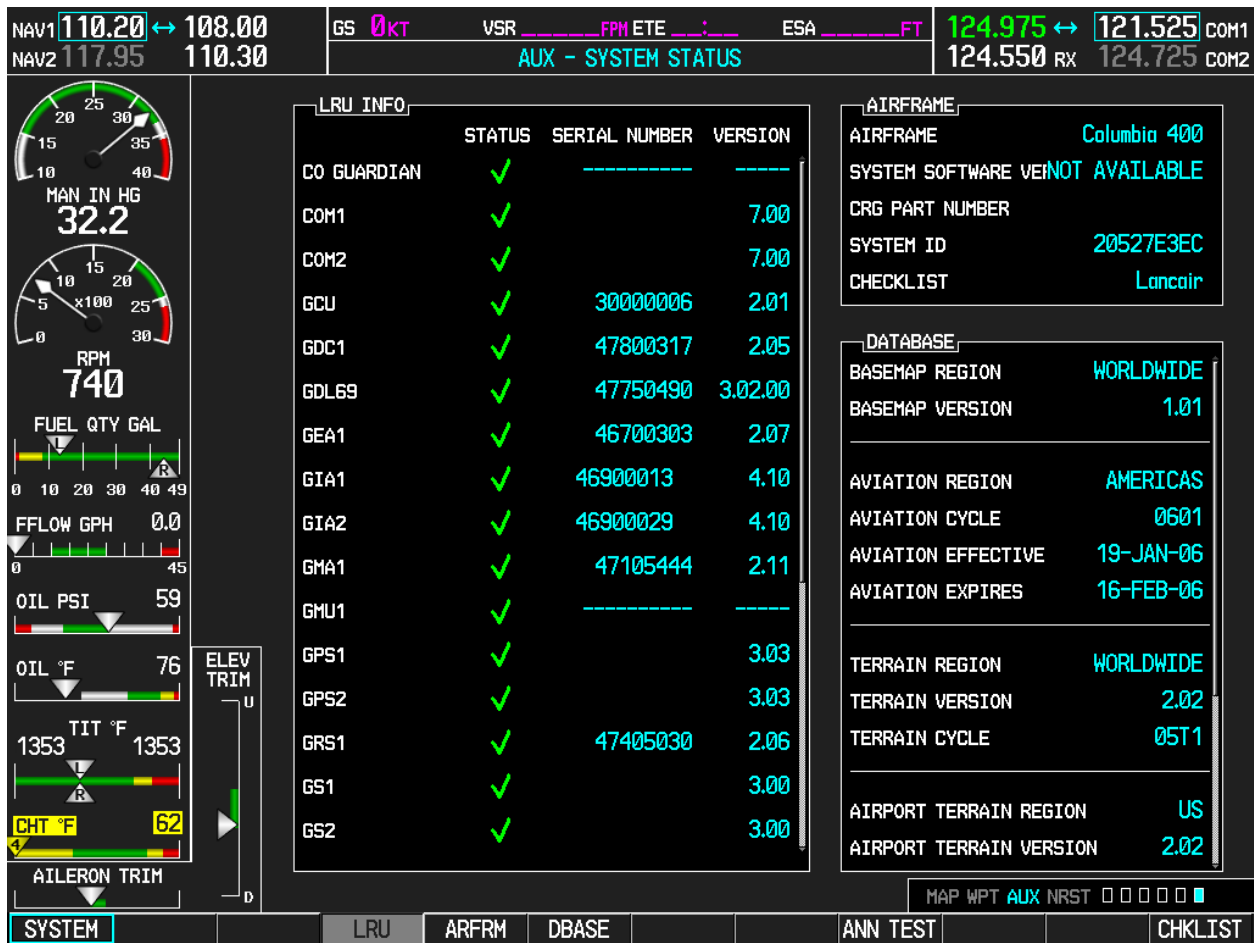 NAV1 110.20 ↔ 108.00
NAV2 117.95 110.30
GS 0KT VSR _____FPM ETE __:__ ESA _____FT
AUX - SYSTEM STATUS
124.975 ↔ 121.525 COM1
124.550 RX 124.725 COM2
10 15 20 25 30 35 40
MAN IN HG
32.2
0 5 10 15 20 25 30
x100
RPM
740
FUEL QTY GAL
L
R
0 10 20 30 40 49
FFLOW GPH 0.0
0 45
OIL PSI 59
OIL °F 76
TIT °F
1353 1353
L
R
CHT °F 62
4
AILERON TRIM
ELEV
TRIM
U
D
LRU INFO
STATUS SERIAL NUMBER VERSION
CO GUARDIAN ✓ ---------- -----
COM1 ✓ 7.00
COM2 ✓ 7.00
GCU ✓ 30000006 2.01
GDC1 ✓ 47800317 2.05
GDL69 ✓ 47750490 3.02.00
GEA1 ✓ 46700303 2.07
GIA1 ✓ 46900013 4.10
GIA2 ✓ 46900029 4.10
GMA1 ✓ 47105444 2.11
GMU1 ✓ ---------- -----
GPS1 ✓ 3.03
GPS2 ✓ 3.03
GRS1 ✓ 47405030 2.06
GS1 ✓ 3.00
GS2 ✓ 3.00
AIRFRAME
AIRFRAME Columbia 400
SYSTEM SOFTWARE VER NOT AVAILABLE
CRG PART NUMBER
SYSTEM ID 20527E3EC
CHECKLIST Lancair
DATABASE
BASEMAP REGION WORLDWIDE
BASEMAP VERSION 1.01
AVIATION REGION AMERICAS
AVIATION CYCLE 0601
AVIATION EFFECTIVE 19-JAN-06
AVIATION EXPIRES 16-FEB-06
TERRAIN REGION WORLDWIDE
TERRAIN VERSION 2.02
TERRAIN CYCLE 05T1
AIRPORT TERRAIN REGION US
AIRPORT TERRAIN VERSION 2.02
MAP WPT AUX NRST
SYSTEM LRU ARFRM DBASE ANN TEST CHKLIST